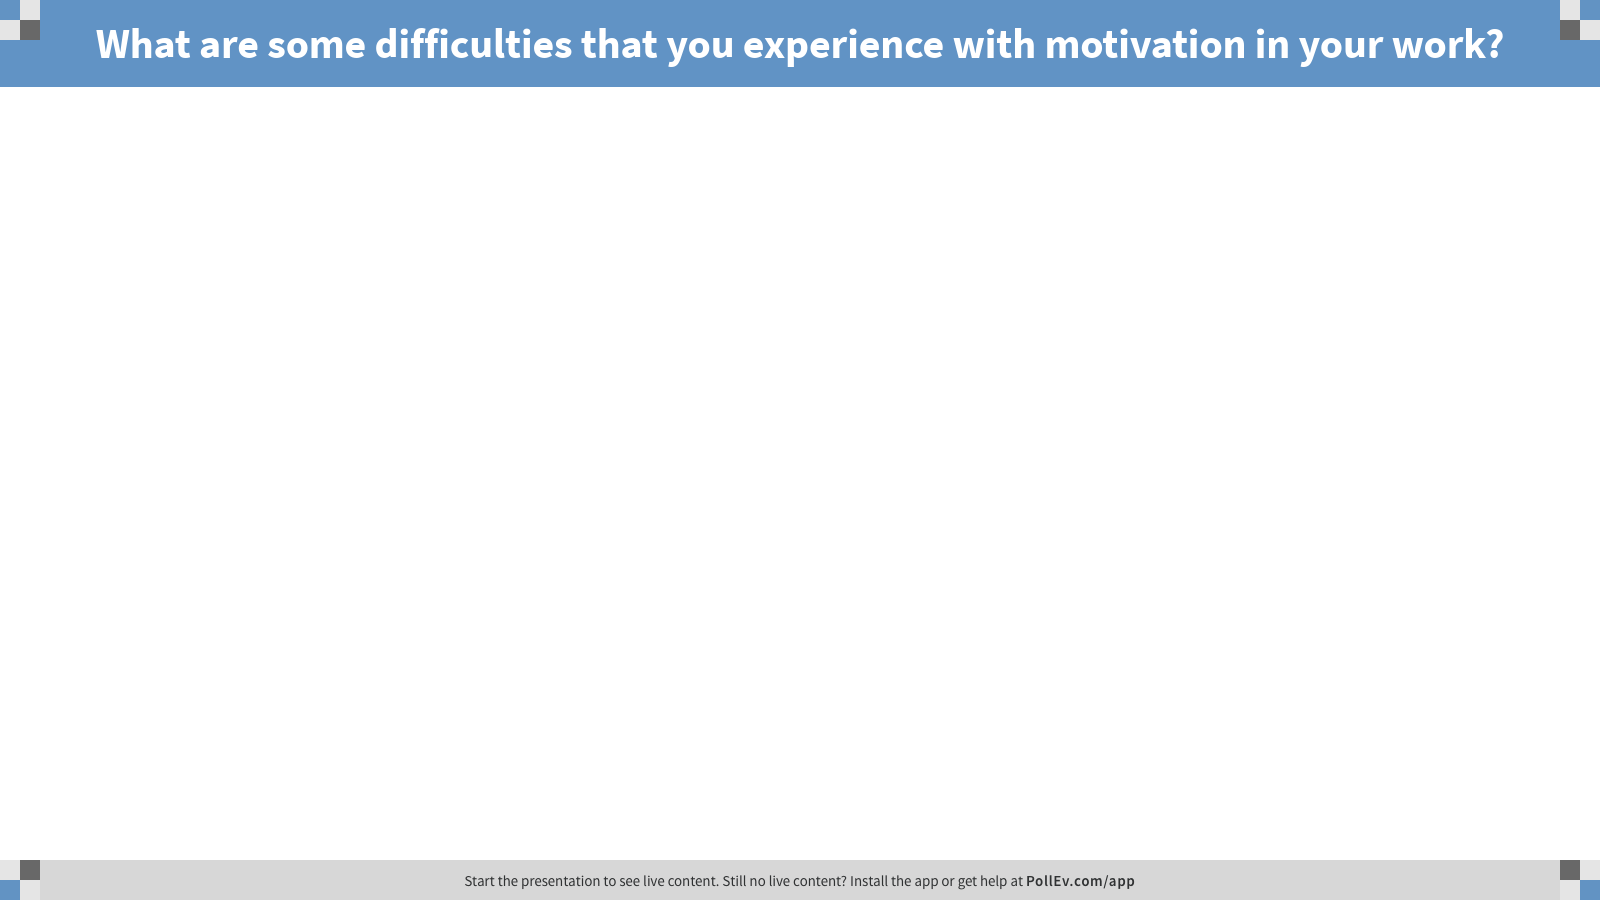 What are some difficulties that you experience with motivation in your work?
Start the presentation to see live content. Still no live content? Install the app or get help at PollEv.com/app